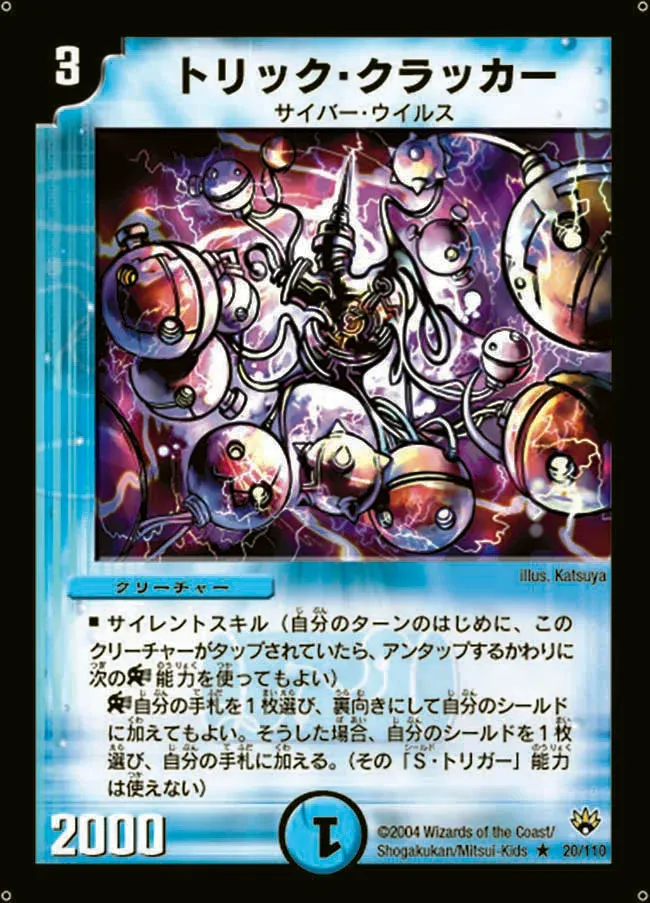 3
トリック・クラッカー
サイバー・ウイルス
illus. Katsuya
クリーチャー
■ サイレントスキル（自分のターンのはじめに、この
クリーチャーがタップされていたら、アンタップするかわりに
次の 能力を使ってもよい）
自分の手札を1枚選び、裏向きにして自分のシールド
に加えてもよい。そうした場合、自分のシールドを1枚
選び、自分の手札に加える。（その「S・トリガー」能力
は使えない）
2000
1
©2004 Wizards of the Coast/
Shogakukan/Mitsui-Kids ★ 20/110